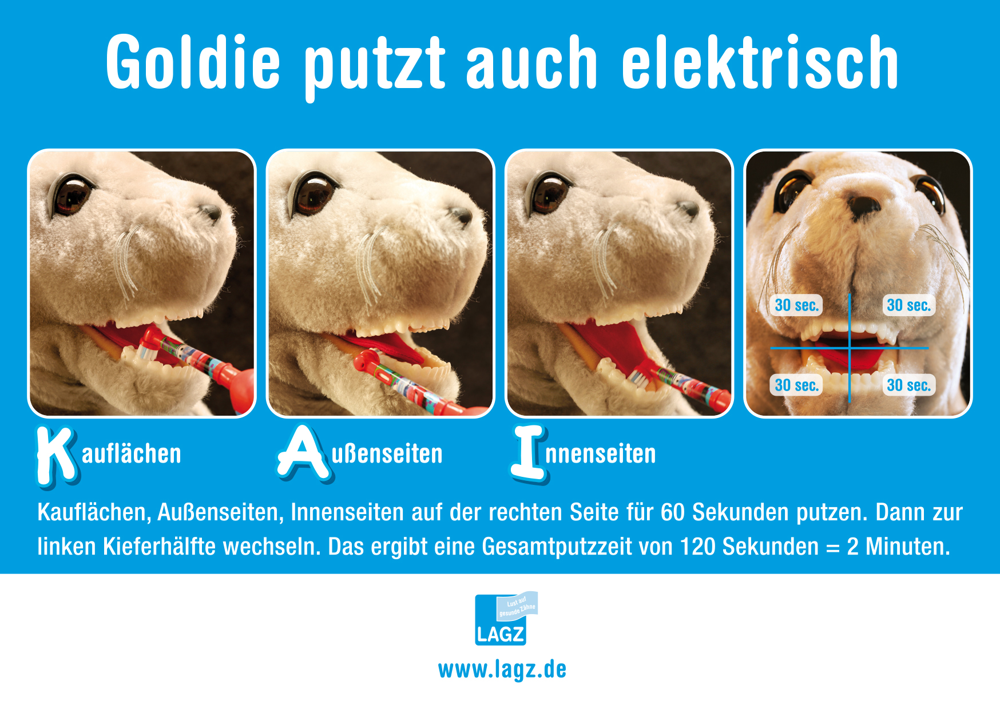 Goldie putzt auch elektrisch
30 sec. 30 sec.
30 sec. 30 sec.
Kauflächen
Außenseiten
Innenseiten
Kauflächen, Außenseiten, Innenseiten auf der rechten Seite für 60 Sekunden putzen. Dann zur
linken Kieferhälfte wechseln. Das ergibt eine Gesamtputzzeit von 120 Sekunden = 2 Minuten.
Lust auf
gesunde Zähne
LAGZ
www.lagz.de